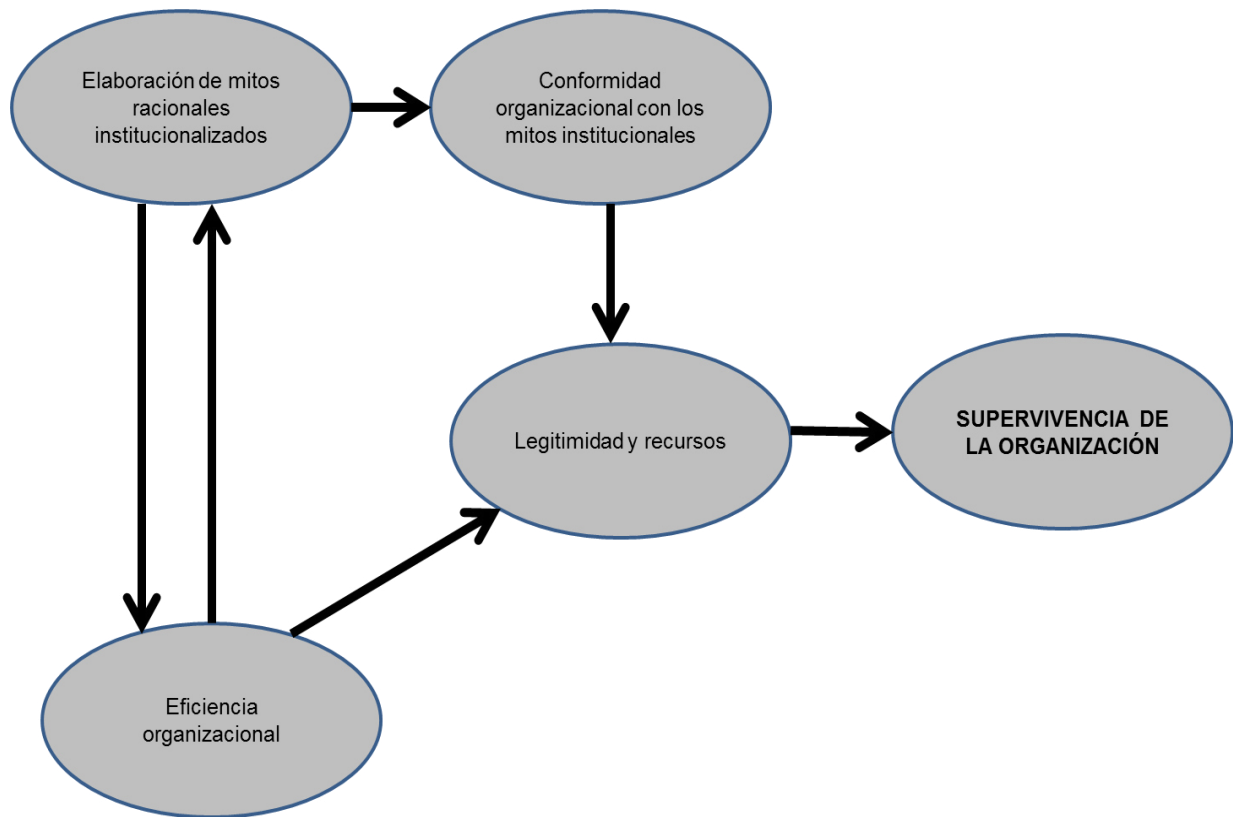 Elaboración de mitos
racionales
institucionalizados
Conformidad
organizacional con los
mitos institucionales
Legitimidad y recursos
SUPERVIVENCIA DE
LA ORGANIZACIÓN
Eficiencia
organizacional